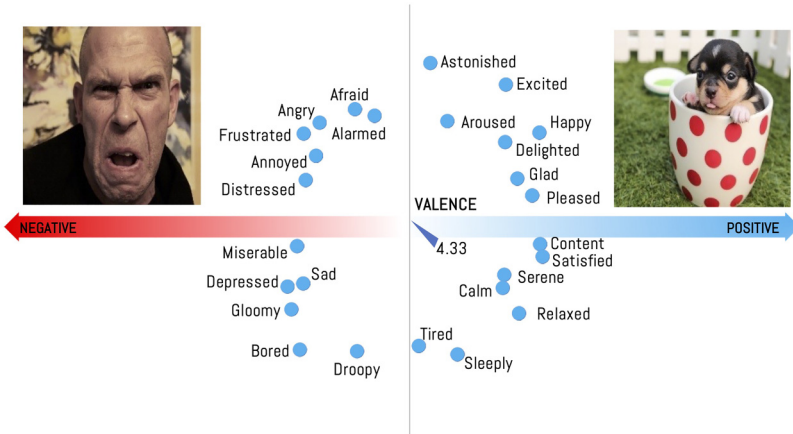 Astonished
Excited
Afraid
Angry
Alarmed
Frustrated
Aroused
Happy
Delighted
Annoyed
Glad
Distressed
Pleased
VALENCE
NEGATIVE
POSITIVE
4.33
Miserable
Content
Satisfied
Sad
Depressed
Serene
Calm
Gloomy
Relaxed
Tired
Bored
Sleeply
Droopy